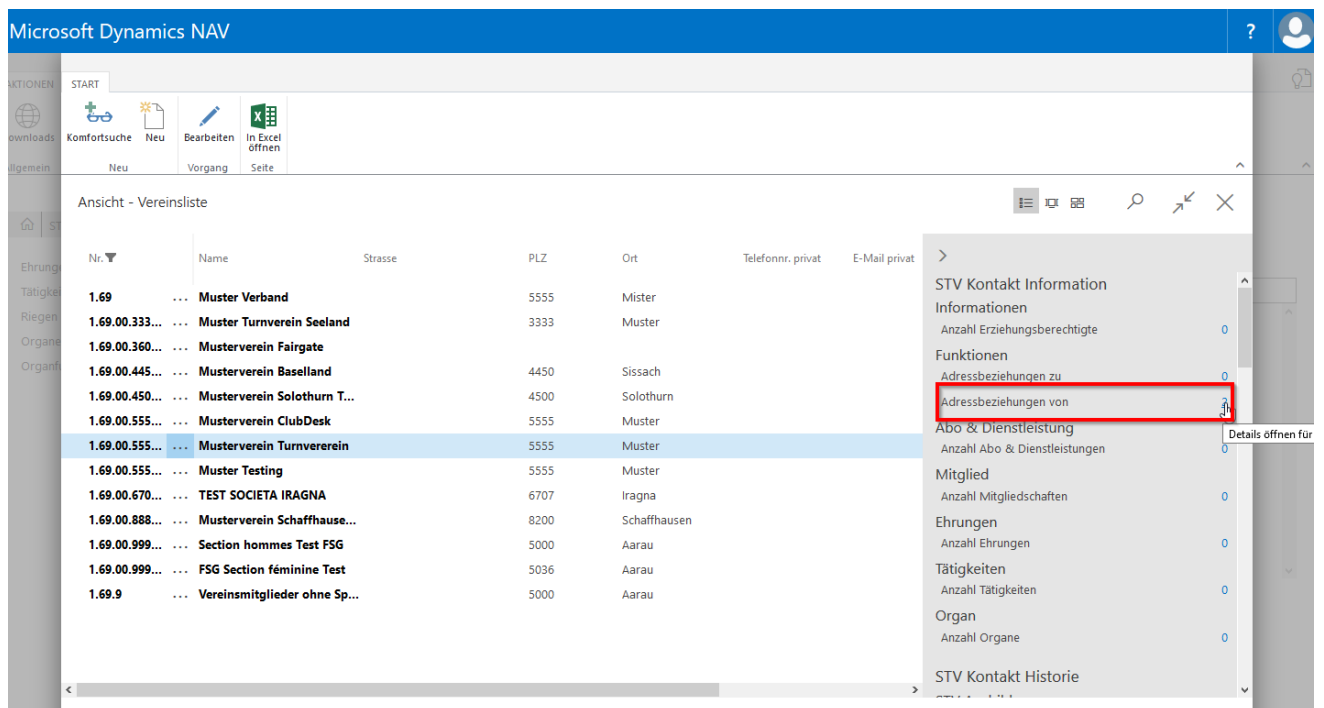 Microsoft Dynamics NAV
?
AKTIONEN
START
ownloads
Komfortsuche
Neu
Bearbeiten
In Excel
öffnen
llgemein
Neu
Vorgang
Seite
Ansicht - Vereinsliste
ST
Ehrung
Tätigkei
Riegen
Organe
Organf
Nr. Name Strasse PLZ Ort Telefonnr. privat E-Mail privat
1.69 ... Muster Verband 5555 Mister
1.69.00.333... ... Muster Turnverein Seeland 3333 Muster
1.69.00.360... ... Musterverein Fairgate
1.69.00.445... ... Musterverein Baselland 4450 Sissach
1.69.00.450... ... Musterverein Solothurn T... 4500 Solothurn
1.69.00.555... ... Musterverein ClubDesk 5555 Muster
1.69.00.555... ... Musterverein Turnvererein 5555 Muster
1.69.00.555... ... Muster Testing 5555 Muster
1.69.00.670... ... TEST SOCIETA IRAGNA 6707 Iragna
1.69.00.888... ... Musterverein Schaffhause... 8200 Schaffhausen
1.69.00.999... ... Section hommes Test FSG 5000 Aarau
1.69.00.999... ... FSG Section féminine Test 5036 Aarau
1.69.9 ... Vereinsmitglieder ohne Sp... 5000 Aarau
STV Kontakt Information
Informationen
Anzahl Erziehungsberechtigte 0
Funktionen
Adressbeziehungen zu 0
Adressbeziehungen von
Abo & Dienstleistung
Details öffnen für
Anzahl Abo & Dienstleistungen 0
Mitglied
Anzahl Mitgliedschaften 0
Ehrungen
Anzahl Ehrungen 0
Tätigkeiten
Anzahl Tätigkeiten 0
Organ
Anzahl Organe 0
STV Kontakt Historie